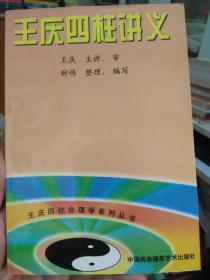 王庆四柱讲义
王庆 主讲、审
钟伟 整理、编写
王庆四柱命理学系列丛书
中国民族摄影艺术出版社